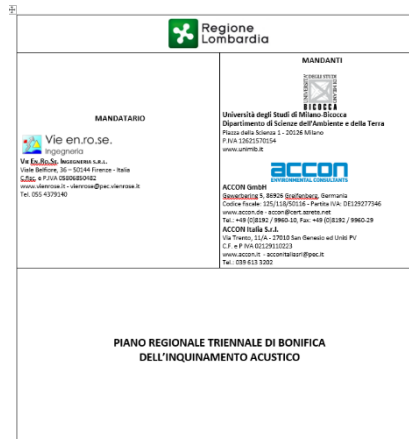 Regione
Lombardia
MANDATARIO
Vie en.ro.se.
Ingegneria
Vie En.Ro.Se. Ingegneria s.r.l.
Viale Belfiore, 36 – 50144 Firenze - Italia
C.fisc. e P.IVA 05806850482
www.vienrose.it - vienrose@pec.vienrose.it
Tel. 055 4379140
MANDANTI
BICOCCA
Università degli Studi di Milano-Bicocca
Dipartimento di Scienze dell'Ambiente e della Terra
Piazza della Scienza 1 - 20126 Milano
P.IVA 12621570154
www.unimib.it
accon
ENVIRONMENTAL CONSULTANTS
ACCON GmbH
Gewerbering 5, 86926 Greifenberg, Germania
Codice fiscale: 125/118/50116 - Partita IVA: DE129277346
www.accon.de - accon@cert.azrete.net
Tel.: +49 (0)8192 / 9960-10, Fax: +49 (0)8192 / 9960-29
ACCON Italia S.r.l.
Via Trento, 11/A - 27010 San Genesio ed Uniti PV
C.F. e P IVA 02129110223
www.accon.it - acconitaliasrl@pec.it
Tel.: 039 613 3202
PIANO REGIONALE TRIENNALE DI BONIFICA
DELL'INQUINAMENTO ACUSTICO